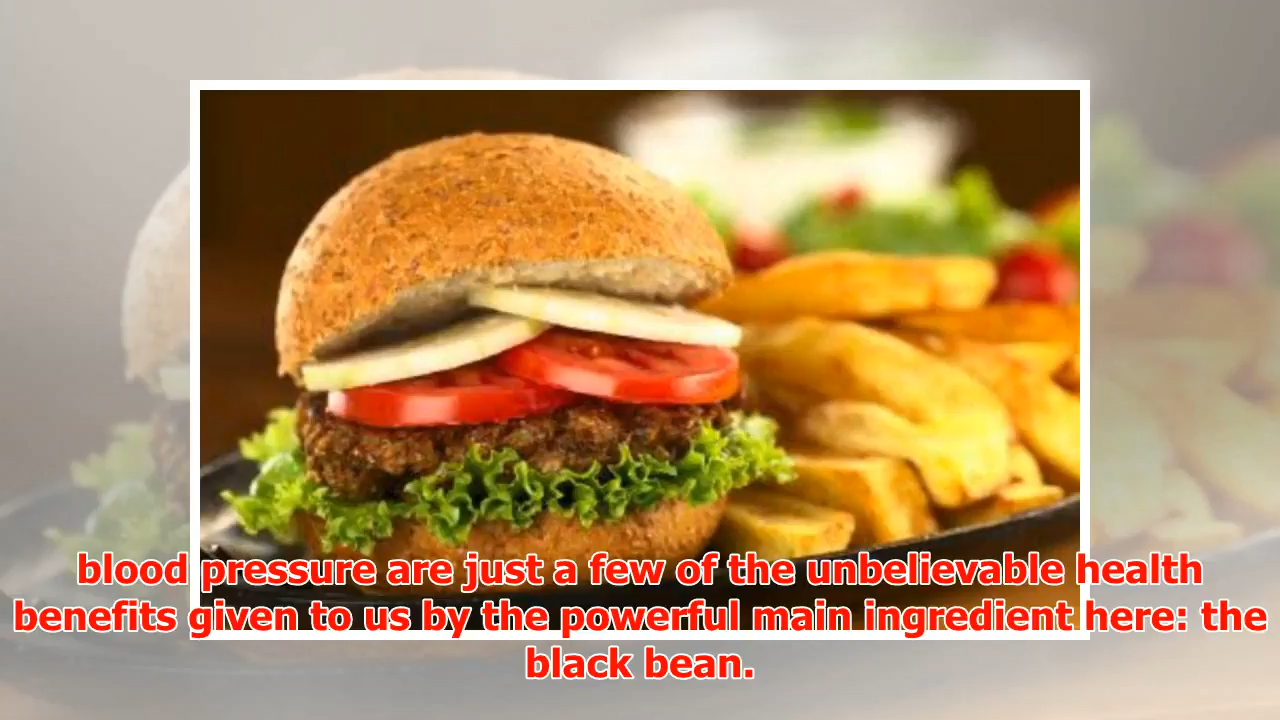 blood pressure are just a few of the unbelievable health
benefits given to us by the powerful main ingredient here: the
black bean.